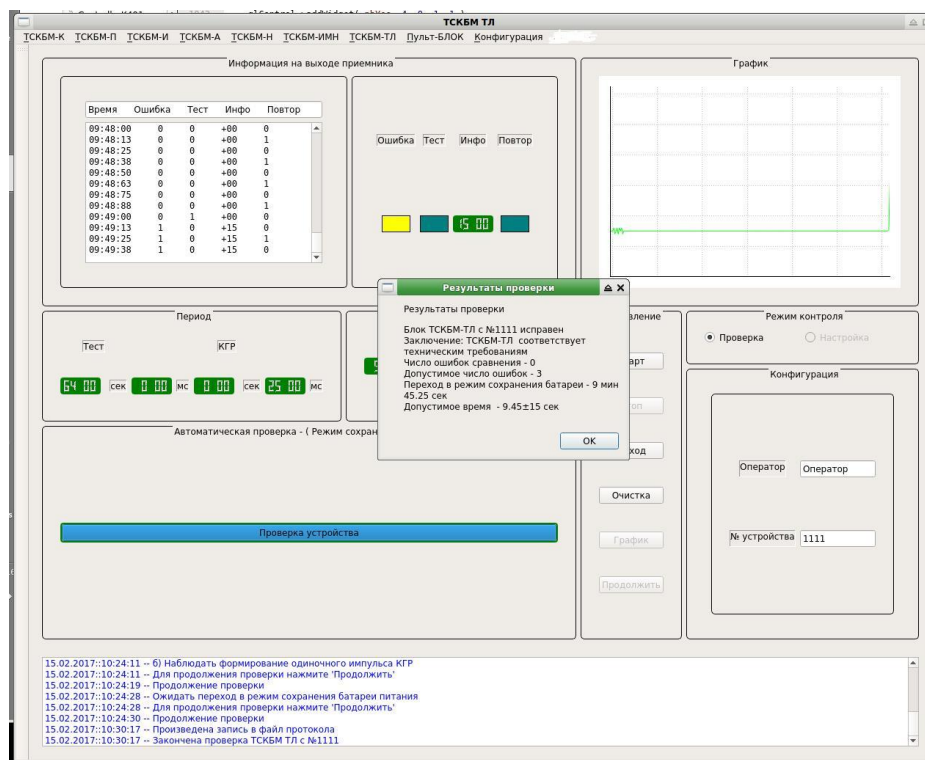 ТСКБМ ТЛ
ТСКБМ-К ТСКБМ-П ТСКБМ-И ТСКБМ-А ТСКБМ-Н ТСКБМ-ИМН ТСКБМ-ТЛ Пульт-БЛОК Конфигурация
Информация на выходе приемника
Время Ошибка Тест Инфо Повтор
09:48:00 0 0 +00 0
09:48:13 0 0 +00 1
09:48:25 0 0 +00 0
09:48:38 0 0 +00 1
09:48:50 0 0 +00 0
09:48:63 0 0 +00 1
09:48:75 0 0 +00 0
09:48:88 0 0 +00 1
09:49:00 0 1 +00 0
09:49:13 1 0 +15 0
09:49:25 1 0 +15 1
09:49:38 1 0 +15 0
Ошибка Тест Инфо Повтор
15 00
График
Результаты проверки
Результаты проверки
Блок ТСКБМ-ТЛ с №1111 исправен
Заключение: ТСКБМ-ТЛ соответствует
техническим требованиям
Число ошибок сравнения - 0
Допустимое число ошибок - 3
Переход в режим сохранения батареи - 9 мин
45.25 сек
Допустимое время - 9.45±15 сек
OK
Период
Тест КГР
64 00 сек 0 00 мс 0 00 сек 25 00 мс
Автоматическая проверка - ( Режим сохран
Проверка устройства
вление
арт
топ
ход
Очистка
График
Продолжить
Режим контроля
Проверка Настройка
Конфигурация
Оператор Оператор
№ устройства 1111
15.02.2017::10:24:11 -- б) Наблюдать формирование одиночного импульса КГР
15.02.2017::10:24:11 -- Для продолжения проверки нажмите 'Продолжить'
15.02.2017::10:24:19 -- Продолжение проверки
15.02.2017::10:24:28 -- Ожидать переход в режим сохранения батареи питания
15.02.2017::10:24:28 -- Для продолжения проверки нажмите 'Продолжить'
15.02.2017::10:24:30 -- Продолжение проверки
15.02.2017::10:30:17 -- Произведена запись в файл протокола
15.02.2017::10:30:17 -- Закончена проверка ТСКБМ ТЛ с №1111